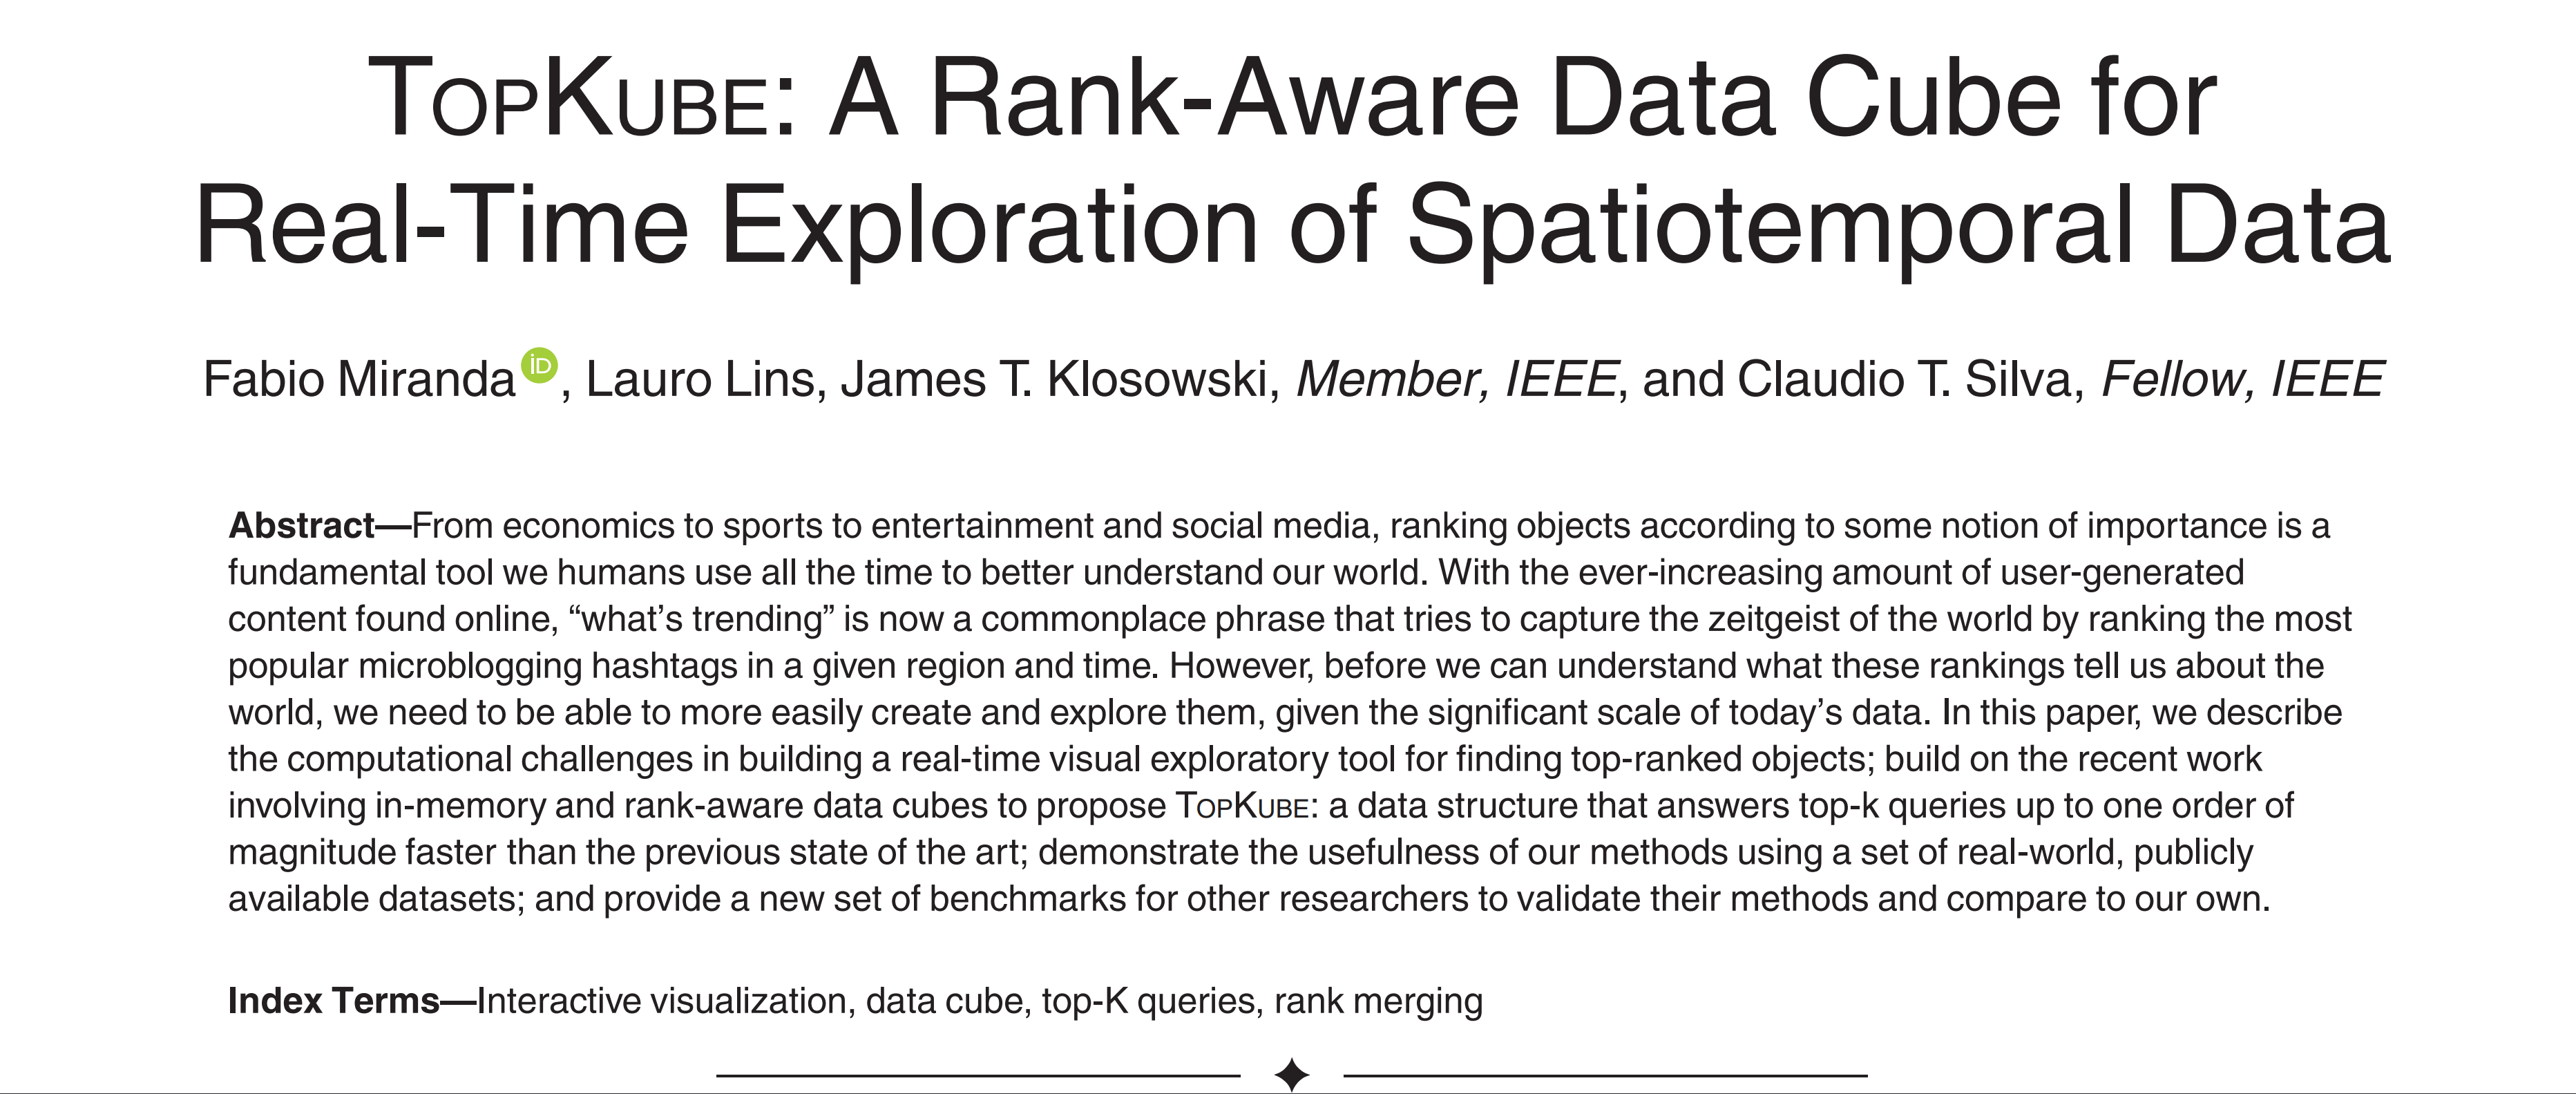 TOPKUBE: A Rank-Aware Data Cube for
Real-Time Exploration of Spatiotemporal Data
Fabio Miranda iD, Lauro Lins, James T. Klosowski, Member, IEEE, and Claudio T. Silva, Fellow, IEEE
Abstract—From economics to sports to entertainment and social media, ranking objects according to some notion of importance is a
fundamental tool we humans use all the time to better understand our world. With the ever-increasing amount of user-generated
content found online, “what’s trending” is now a commonplace phrase that tries to capture the zeitgeist of the world by ranking the most
popular microblogging hashtags in a given region and time. However, before we can understand what these rankings tell us about the
world, we need to be able to more easily create and explore them, given the significant scale of today’s data. In this paper, we describe
the computational challenges in building a real-time visual exploratory tool for finding top-ranked objects; build on the recent work
involving in-memory and rank-aware data cubes to propose TOPKUBE: a data structure that answers top-k queries up to one order of
magnitude faster than the previous state of the art; demonstrate the usefulness of our methods using a set of real-world, publicly
available datasets; and provide a new set of benchmarks for other researchers to validate their methods and compare to our own.
Index Terms—Interactive visualization, data cube, top-K queries, rank merging